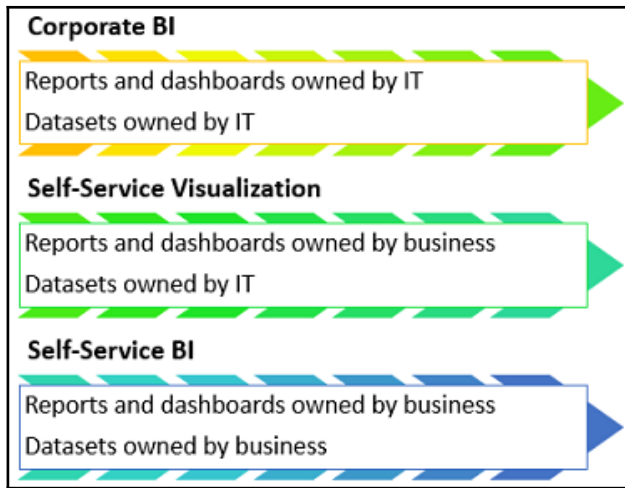 Corporate BI
Reports and dashboards owned by IT
Datasets owned by IT
Self-Service Visualization
Reports and dashboards owned by business
Datasets owned by IT
Self-Service BI
Reports and dashboards owned by business
Datasets owned by business